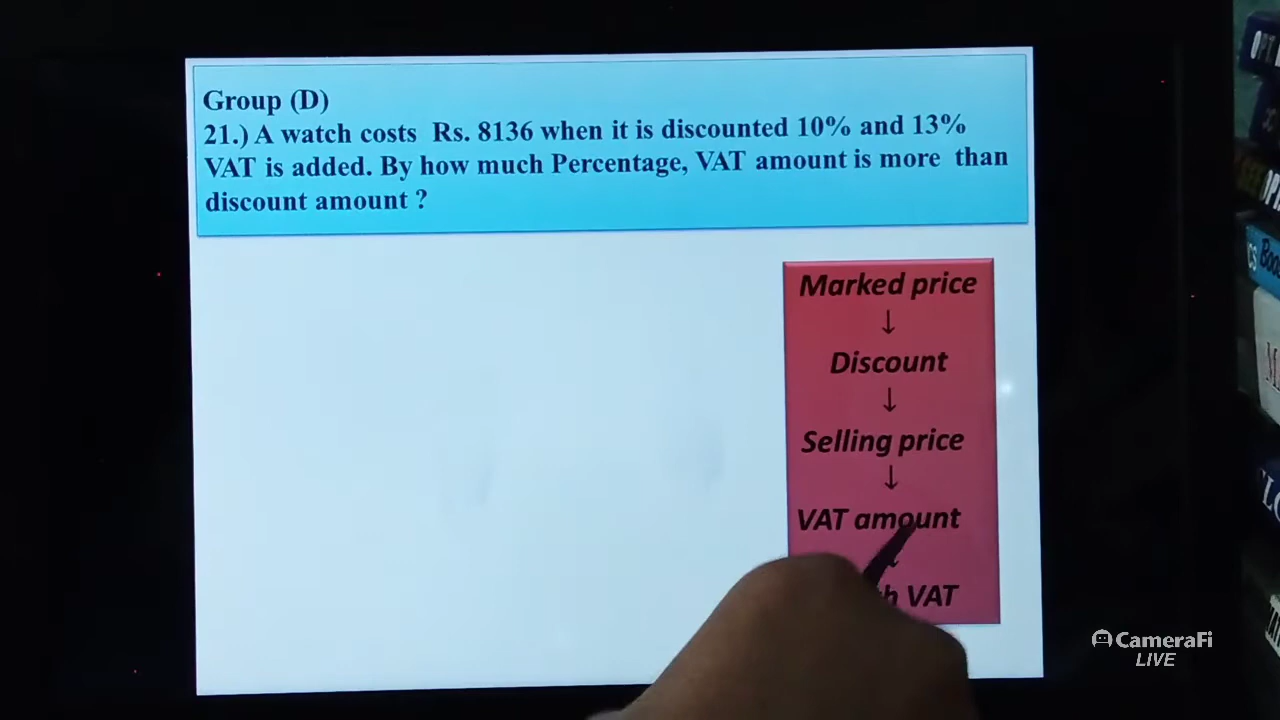 Group (D)
21.) A watch costs Rs. 8136 when it is discounted 10% and 13%
VAT is added. By how much Percentage, VAT amount is more than
discount amount ?
Marked price
↓
Discount
↓
Selling price
↓
VAT amount
VAT
CameraFi
LIVE